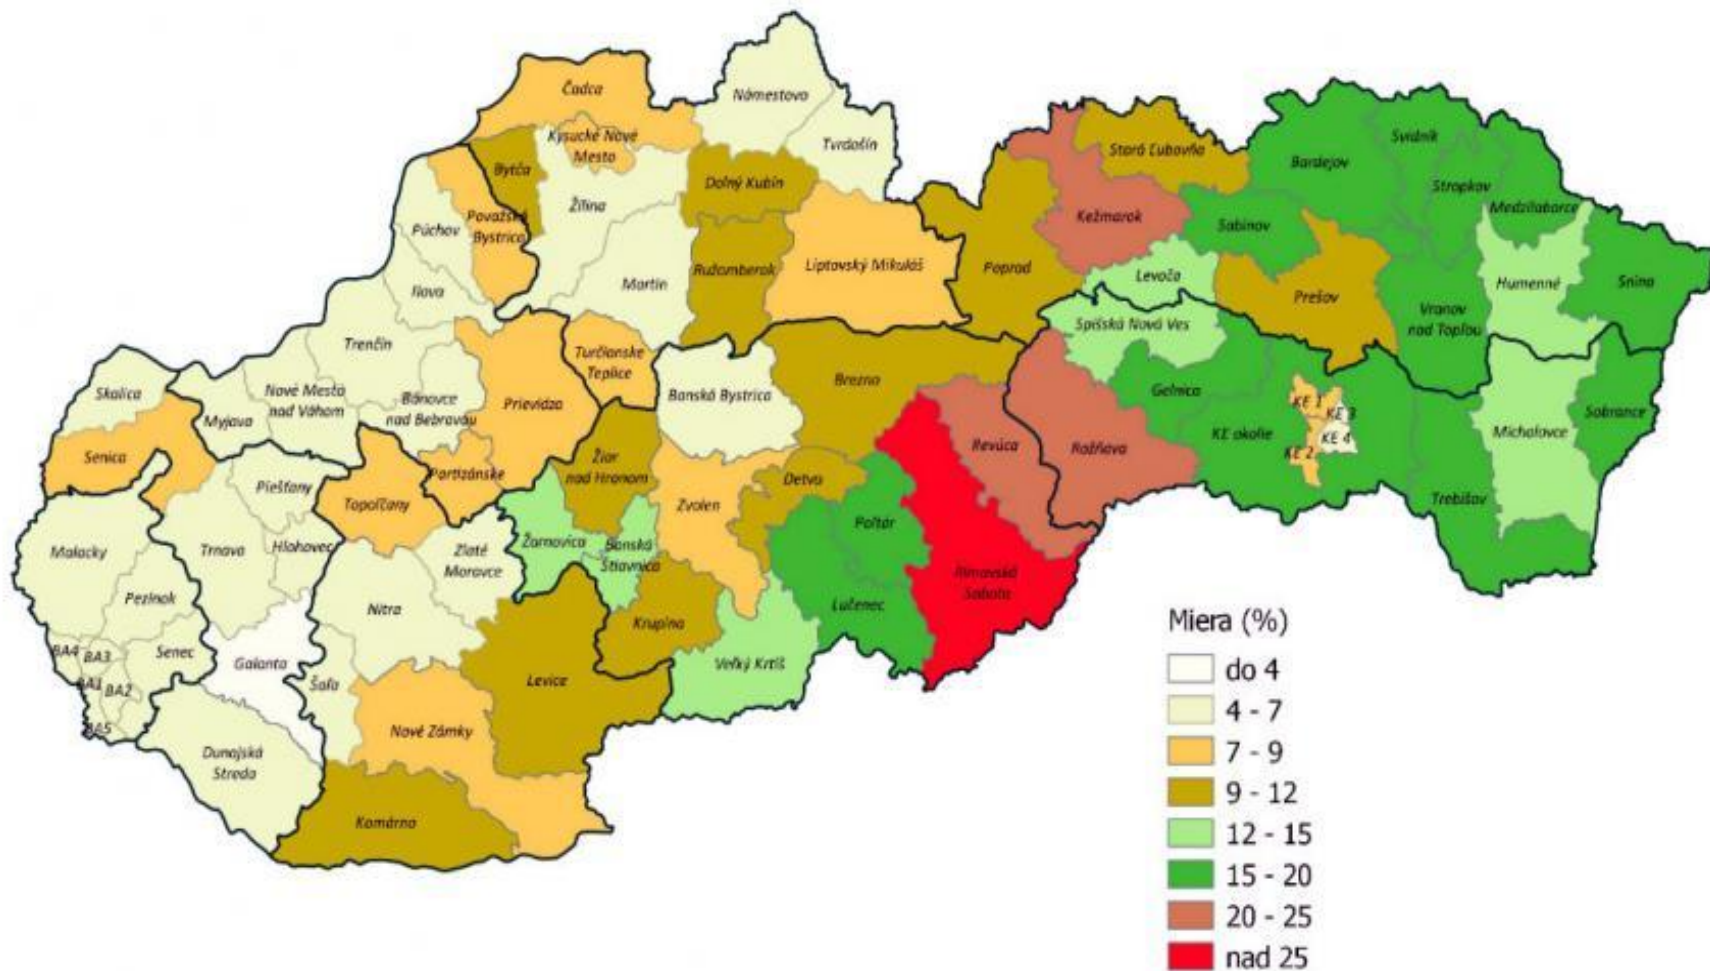 Čadca
Námestovo
Tvrdošín
Kysucké Nové
Mesto
Bytča
Žilina
Dolný Kubín
Stará Ľubovňa
Bardejov
Svidník
Stropkov
Medzilaborce
Púchov
Považská
Bystrica
Kežmarok
Sabinov
Ružomberok
Liptovský Mikuláš
Poprad
Levoča
Prešov
Humenné
Snina
Ilava
Martin
Vranov
nad Topľou
Trenčín
Spišská Nová Ves
Turčianske
Teplice
Skalica
Nové Mesto
nad Váhom
Myjava
Bánovce
nad Bebravou
Prievidza
Banská Bystrica
Brezno
Gelnica
KE 1
KE 3
KE 4
KE 2
KE okolie
Michalovce
Sobrance
Senica
Piešťany
Topoľčany
Partizánske
Žiar
nad Hronom
Detva
Revúca
Rožňava
Trebišov
Malacky
Trnava
Hlohovec
Zlaté
Moravce
Žarnovica
Banská
Štiavnica
Zvolen
Poltár
Pezinok
Nitra
Krupina
Lučenec
Rimavská
Sobota
BA4
BA3
Senec
Galanta
Šaľa
Levice
Veľký Krtíš
BA1
BA2
BA5
Dunajská
Streda
Nové Zámky
Komárno
Miera (%)
do 4
4 - 7
7 - 9
9 - 12
12 - 15
15 - 20
20 - 25
nad 25